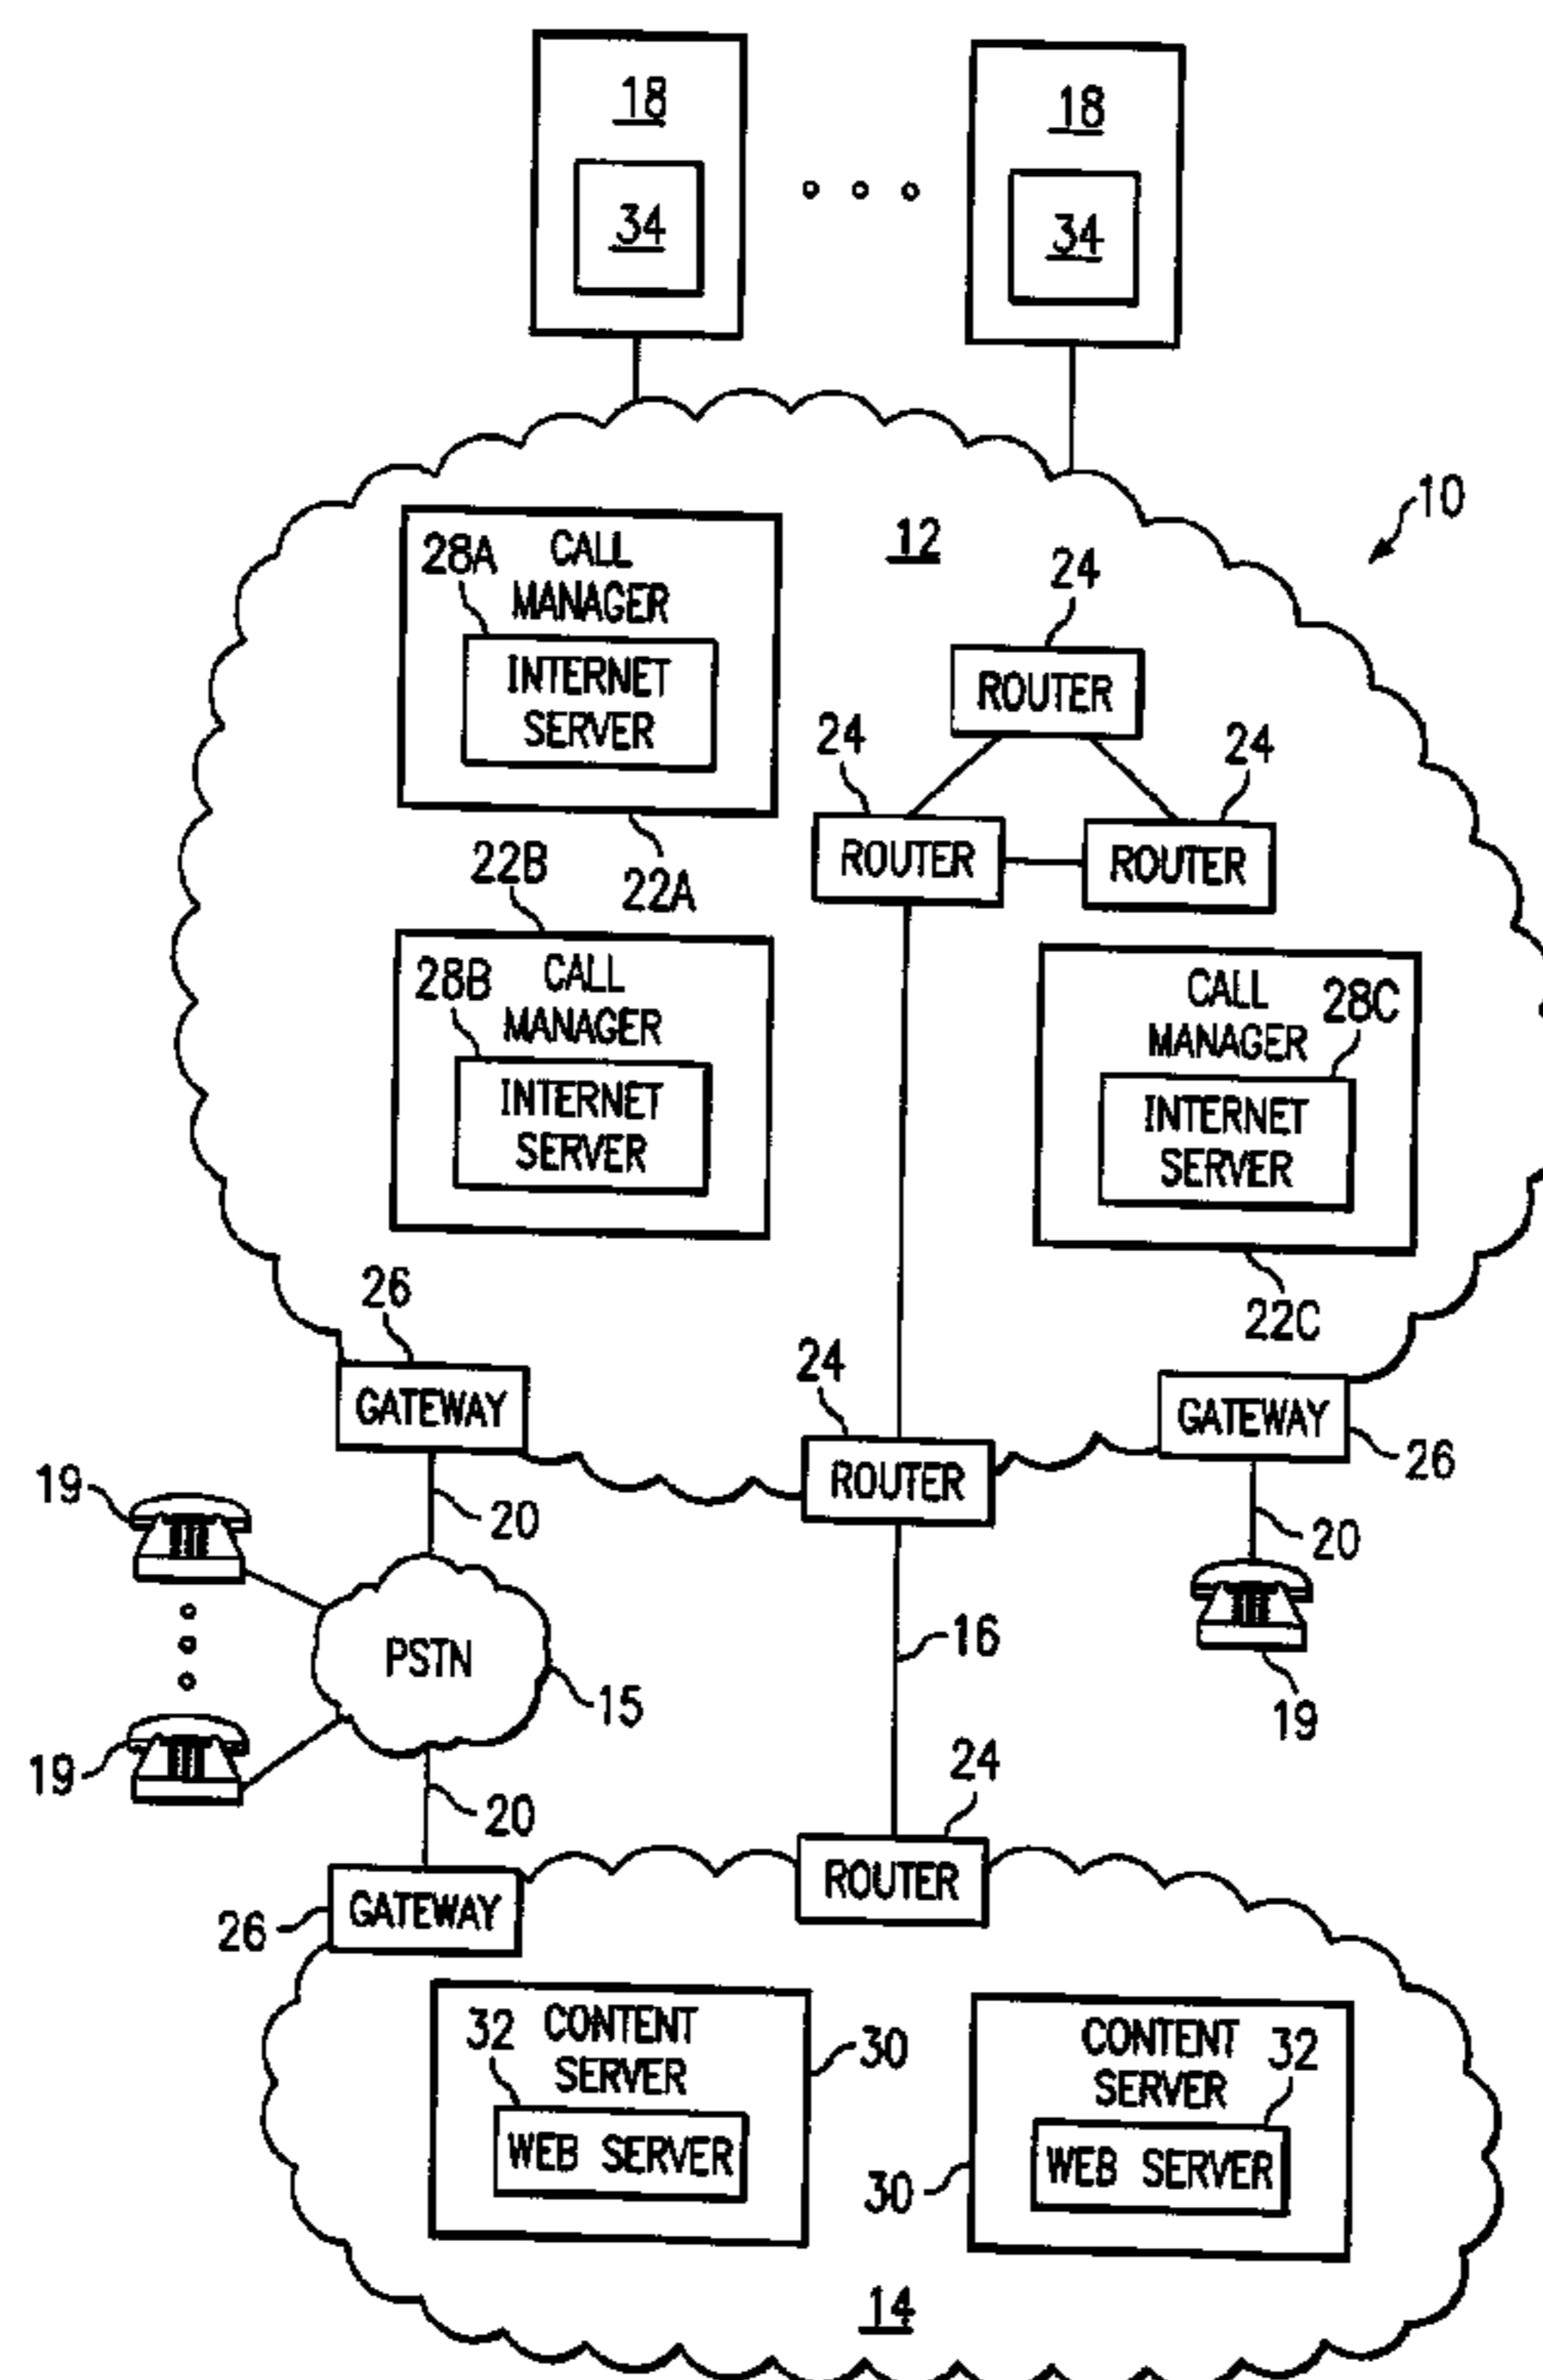 18
18
34
34
10
12
28A
CALL
MANAGER
INTERNET
SERVER
24
ROUTER
24
24
ROUTER
ROUTER
22A
22B
28B
CALL
MANAGER
INTERNET
SERVER
CALL
MANAGER
28C
INTERNET
SERVER
22C
26
GATEWAY
24
ROUTER
GATEWAY
26
19
20
20
PSTN
15
16
19
19
20
24
ROUTER
26
GATEWAY
32
CONTENT
SERVER
WEB SERVER
30
CONTENT
SERVER
32
WEB SERVER
30
14